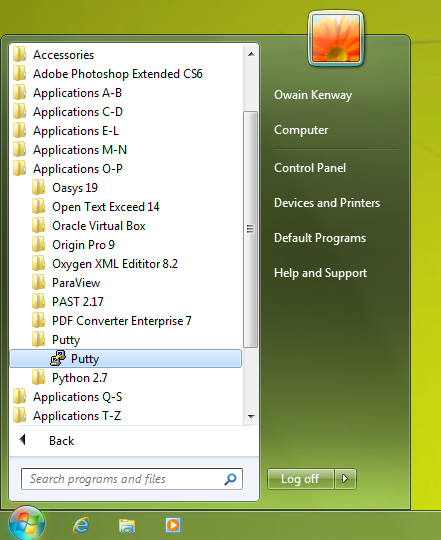 Accessories
Adobe Photoshop Extended CS6
Applications A-B
Applications C-D
Applications E-L
Applications M-N
Applications O-P
Oasys 19
Open Text Exceed 14
Oracle Virtual Box
Origin Pro 9
Oxygen XML Edititor 8.2
ParaView
PAST 2.17
PDF Converter Enterprise 7
Putty
Putty
Python 2.7
Applications Q-S
Applications T-Z
Back
Search programs and files
Owain Kenway
Computer
Control Panel
Devices and Printers
Default Programs
Help and Support
Log off